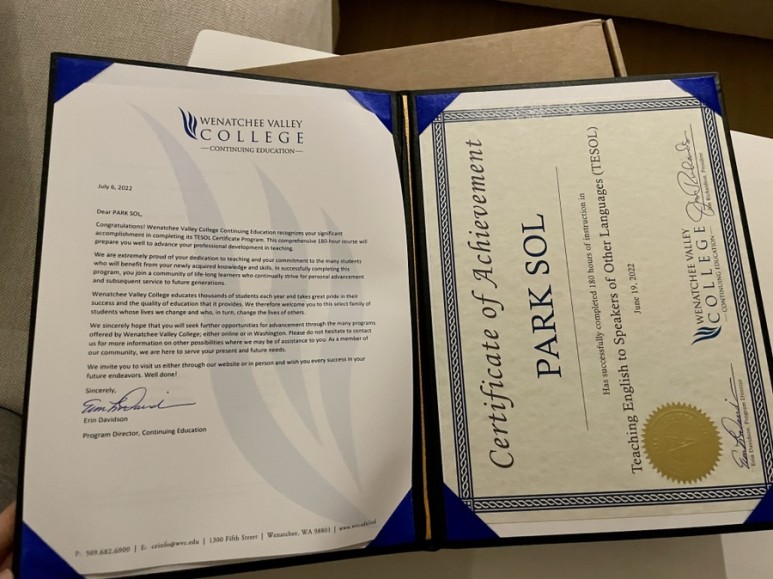 WENATCHEE VALLEY
COLLEGE
—CONTINUING EDUCATION—
July 6, 2022
Dear PARK SOL,
Congratulations! Wenatchee Valley College Continuing Education recognizes your significant
accomplishment in completing its TESOL Certificate Program. This comprehensive 180-hour course will
prepare you well to advance your professional development in teaching.
We are extremely proud of your dedication to teaching and your commitment to the many students
who will benefit from your newly acquired knowledge and skills. In successfully completing this
program, you join a community of life-long learners who continually strive for personal advancement
and subsequent service to future generations.
Wenatchee Valley College educates thousands of students each year and takes great pride in their
success and the quality of education that it provides. We therefore welcome you to this select family of
students whose lives we change and who, in turn, change the lives of others.
We sincerely hope that you will seek further opportunities for advancement through the many programs
offered by Wenatchee Valley College; either online or in Washington. Please do not hesitate to contact
us for more information on other possibilities where we may be of assistance to you. As a member of
our community, we are here to serve your present and future needs.
We invite you to visit us either through our website or in person and wish you every success in your
future endeavors. Well done!
Sincerely,
Erin Davidson
Program Director, Continuing Education
P: 509.682.6900 | E: | 1300 Fifth Street | Wenatchee, WA 98801 |
Certificate of Achievement
PARK SOL
Has successfully completed 180 hours of instruction in
Teaching English to Speakers of Other Languages (TESOL)
June 19, 2022
Erin Davidson, Program Director
WENATCHEE VALLEY
COLLEGE
CONTINUING EDUCATION
Richardson, President